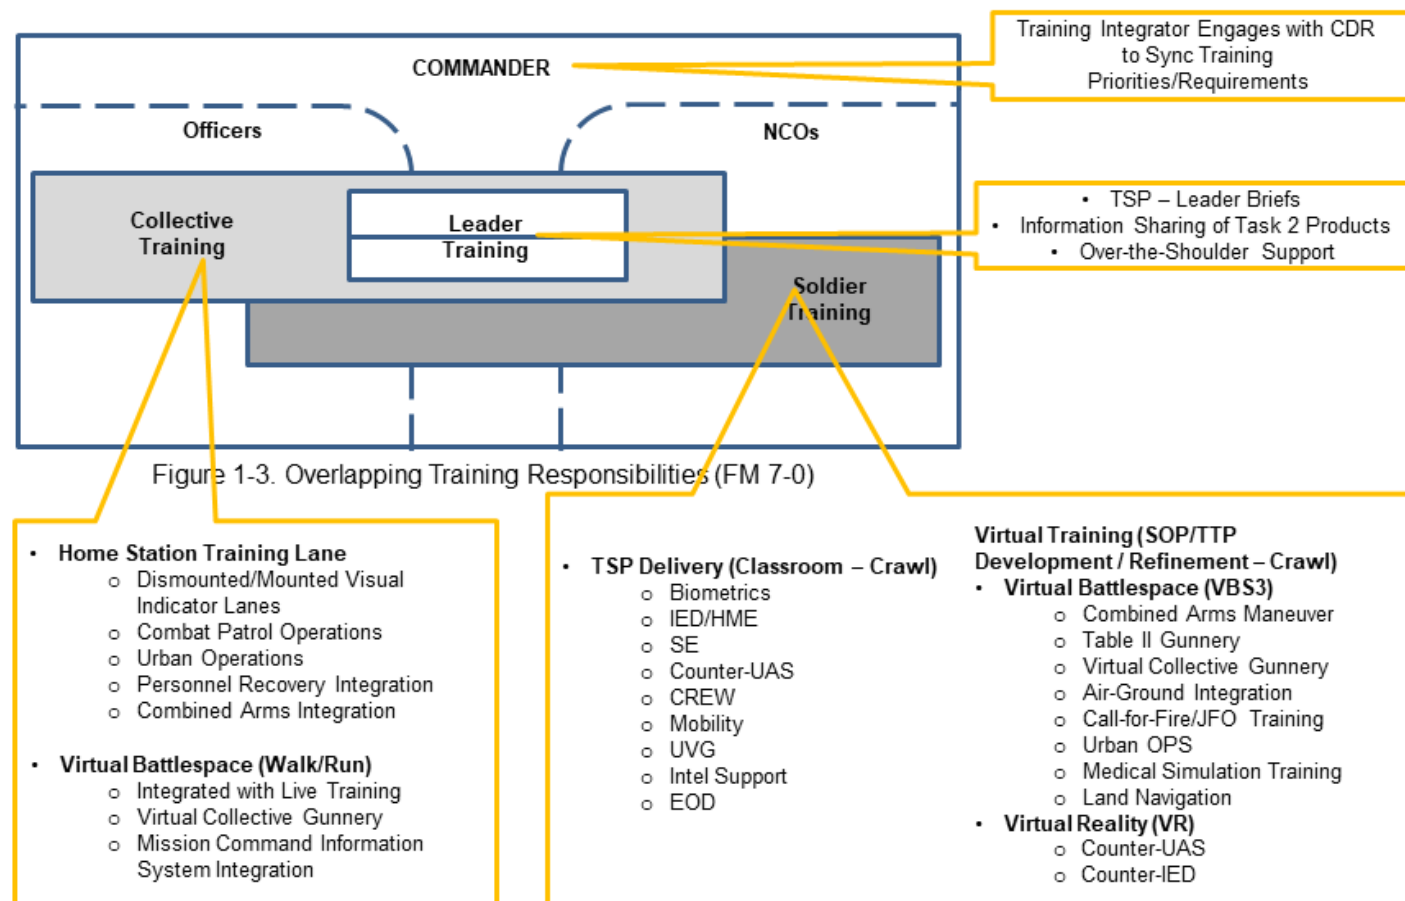 Training Integrator Engages with CDR
to Sync Training
Priorities/Requirements
COMMANDER
Officers
NCOs
Collective
Training
Leader
Training
• TSP – Leader Briefs
• Information Sharing of Task 2 Products
• Over-the-Shoulder Support
Soldier
Training
Figure 1-3. Overlapping Training Responsibilities (FM 7-0)
• Home Station Training Lane
o Dismounted/Mounted Visual
Indicator Lanes
o Combat Patrol Operations
o Urban Operations
o Personnel Recovery Integration
o Combined Arms Integration
• Virtual Battlespace (Walk/Run)
o Integrated with Live Training
o Virtual Collective Gunnery
o Mission Command Information
System Integration
• TSP Delivery (Classroom – Crawl)
o Biometrics
o IED/HME
o SE
o Counter-UAS
o CREW
o Mobility
o UVG
o Intel Support
o EOD
Virtual Training (SOP/TTP
Development / Refinement – Crawl)
• Virtual Battlespace (VBS3)
o Combined Arms Maneuver
o Table II Gunnery
o Virtual Collective Gunnery
o Air-Ground Integration
o Call-for-Fire/JFO Training
o Urban OPS
o Medical Simulation Training
o Land Navigation
• Virtual Reality (VR)
o Counter-UAS
o Counter-IED